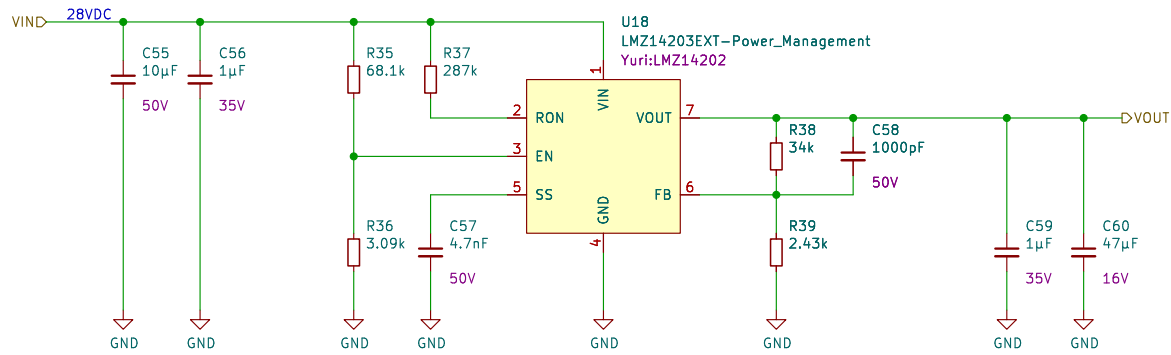 VIN
28VDC
C55
10µF
50V
C56
1µF
35V
R35
68.1k
R37
287k
U18
LMZ14203EXT-Power_Management
Yuri:LMZ14202
1
VIN
2
RON
3
EN
5
SS
GND
4
VOUT
7
FB
6
R36
3.09k
C57
4.7nF
50V
R38
34k
C58
1000pF
50V
R39
2.43k
VOUT
C59
1µF
35V
C60
47µF
16V
GND
GND
GND
GND
GND
GND
GND
GND